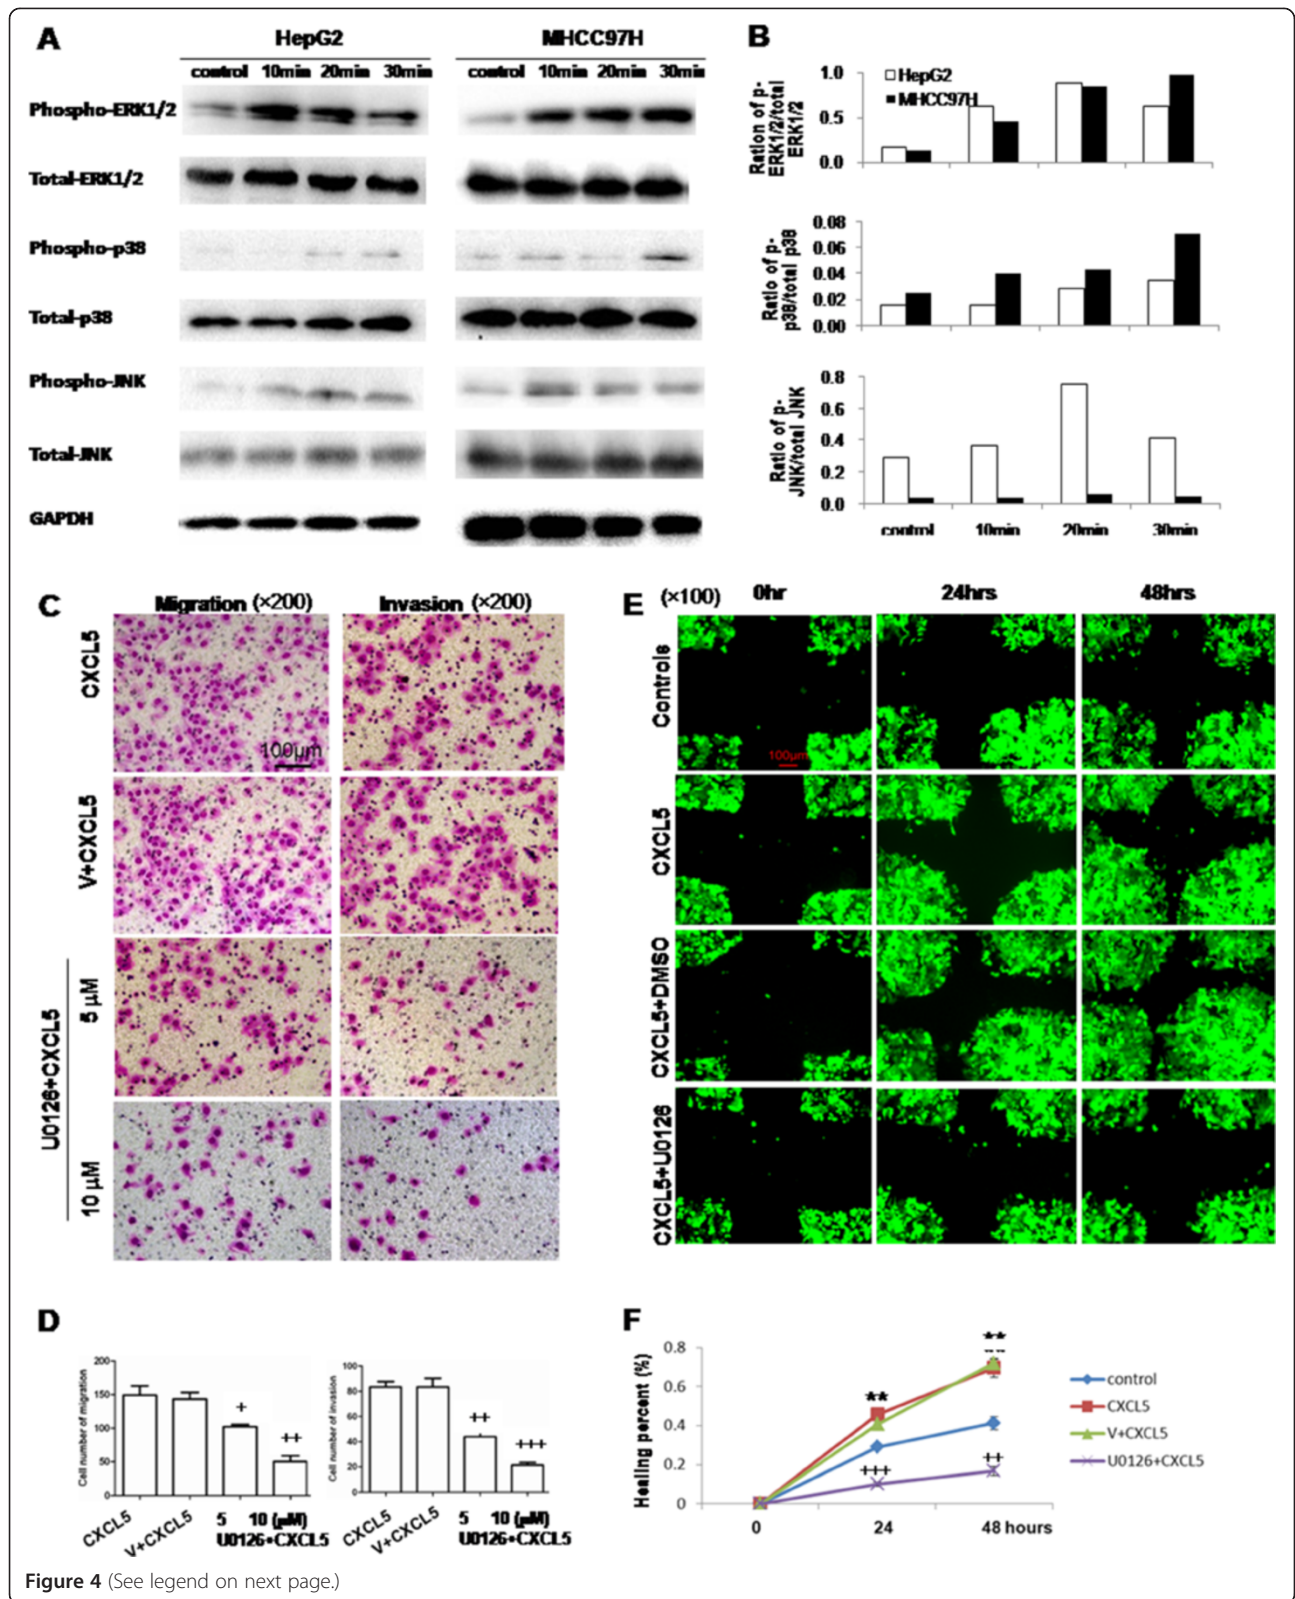 A
HepG2
MHCC97H
control 10min 20min 30min
control 10min 20min 30min
Phospho-ERK1/2
Total-ERK1/2
Phospho-p38
Total-p38
Phospho-JNK
Total-JNK
GAPDH
B
Ration of p-
ERK1/2/total
ERK1/2
1.0
0.5
0.0
HepG2
MHCC97H
Ratio of p-
p38/total p38
0.08
0.06
0.04
0.02
0.00
Ratio of p-
JNK/total JNK
0.8
0.6
0.4
0.2
0.0
control 10min 20min 30min
C
Migration (×200)
Invasion (×200)
CXCL5
100µm
V+CXCL5
U0126+CXCL5
5 µM
10 µM
E
(×100)
0hr
24hrs
48hrs
Controls
100µm
CXCL5
CXCL5+DMSO
CXCL5+U0126
D
Cell number of migration
200
150
100
50
0
+
++
CXCL5
V+CXCL5
5 10 (µM)
U0126+CXCL5
Cell number of invasion
100
80
60
40
20
0
++
+++
CXCL5
V+CXCL5
5 10 (µM)
U0126+CXCL5
F
Healing percent (%)
0.8
0.6
0.4
0.2
0
**
**
**
+++
++
0 24 48 hours
control
CXCL5
V+CXCL5
U0126+CXCL5
Figure 4 (See legend on next page.)